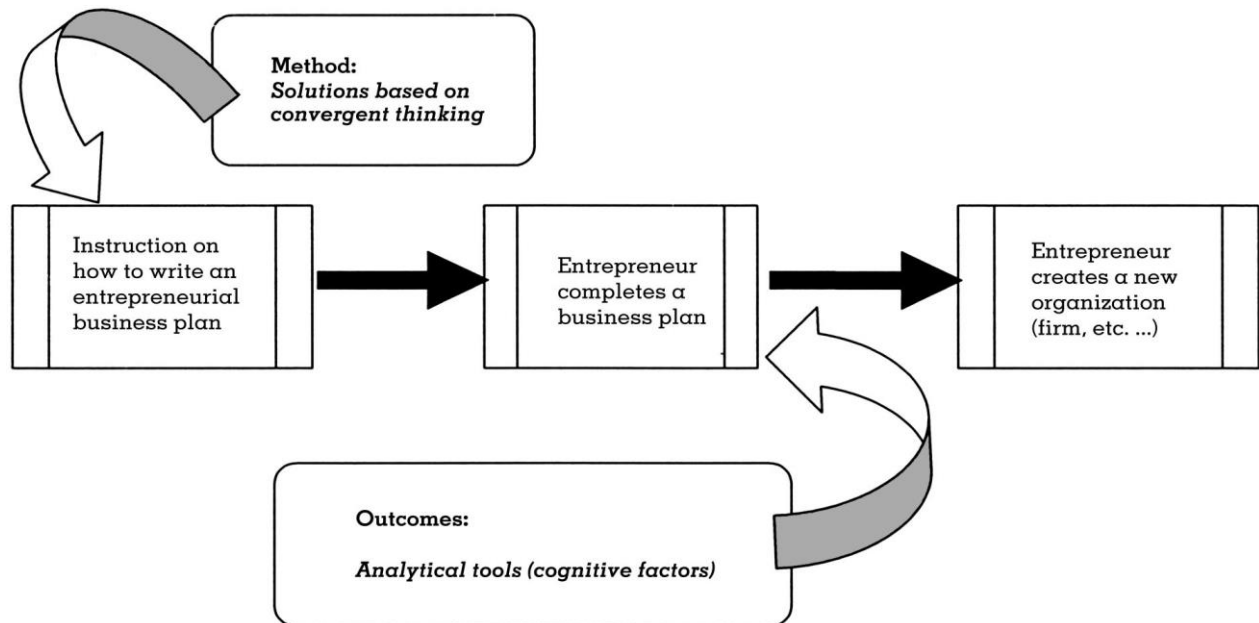 Method:
Solutions based on
convergent thinking
Instruction on
how to write an
entrepreneurial
business plan
Entrepreneur
completes a
business plan
Entrepreneur
creates a new
organization
(firm, etc. ...)
Outcomes:
Analytical tools (cognitive factors)